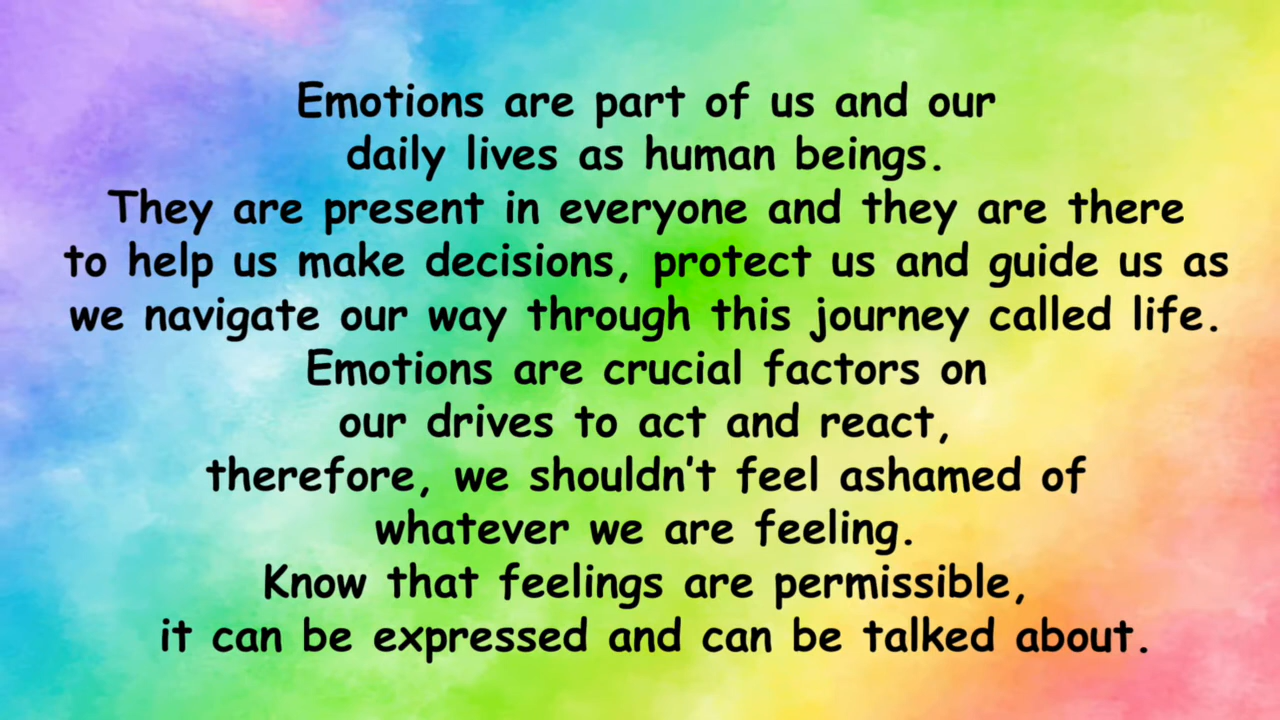 Emotions are part of us and our
daily lives as human beings.
They are present in everyone and they are there
to help us make decisions, protect us and guide us as
we navigate our way through this journey called life.
Emotions are crucial factors on
our drives to act and react,
therefore, we shouldn't feel ashamed of
whatever we are feeling.
Know that feelings are permissible,
it can be expressed and can be talked about.